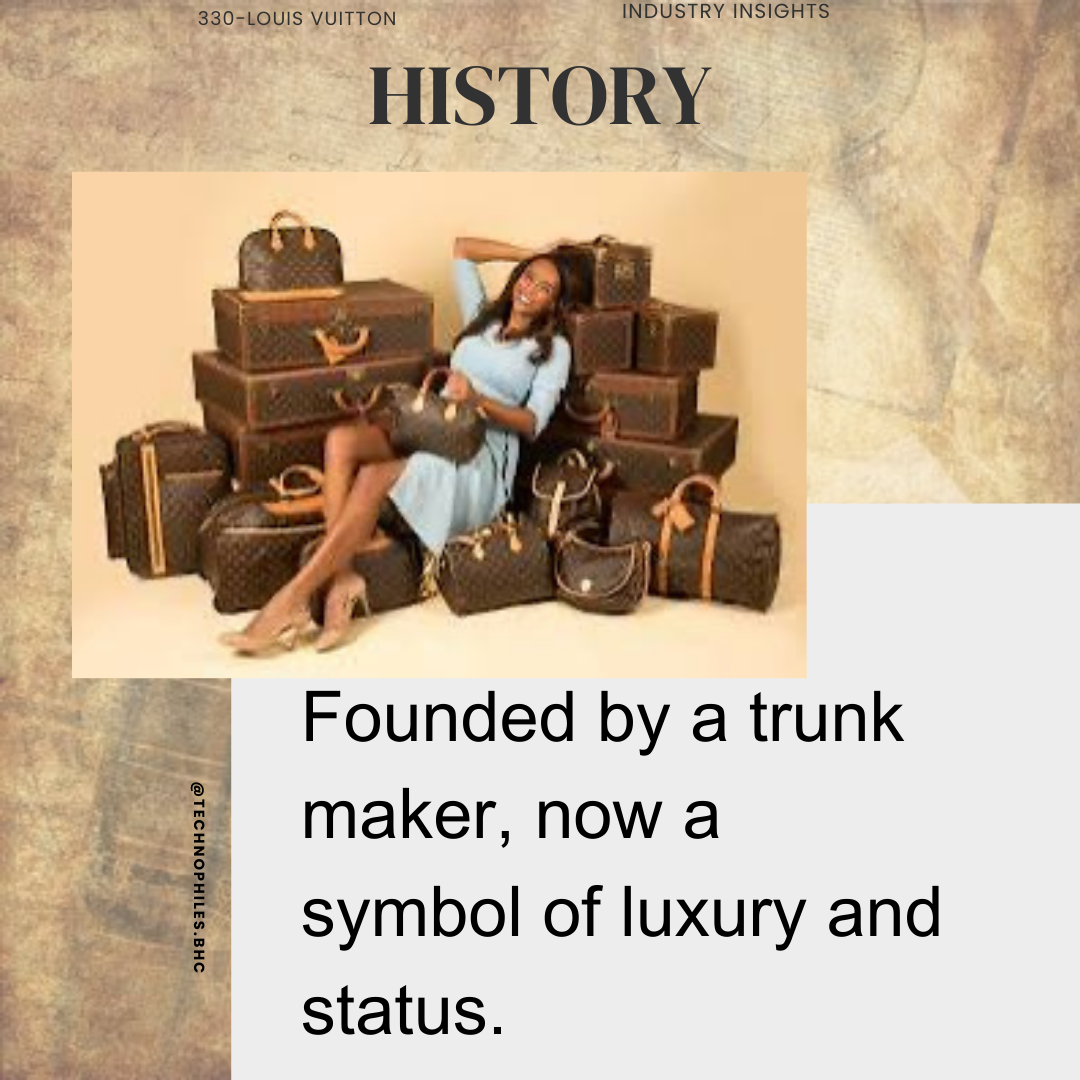 330-LOUIS VUITTON
INDUSTRY INSIGHTS
HISTORY
Founded by a trunk
maker, now a
symbol of luxury and
status.
@TECHNOPHILES.BHC